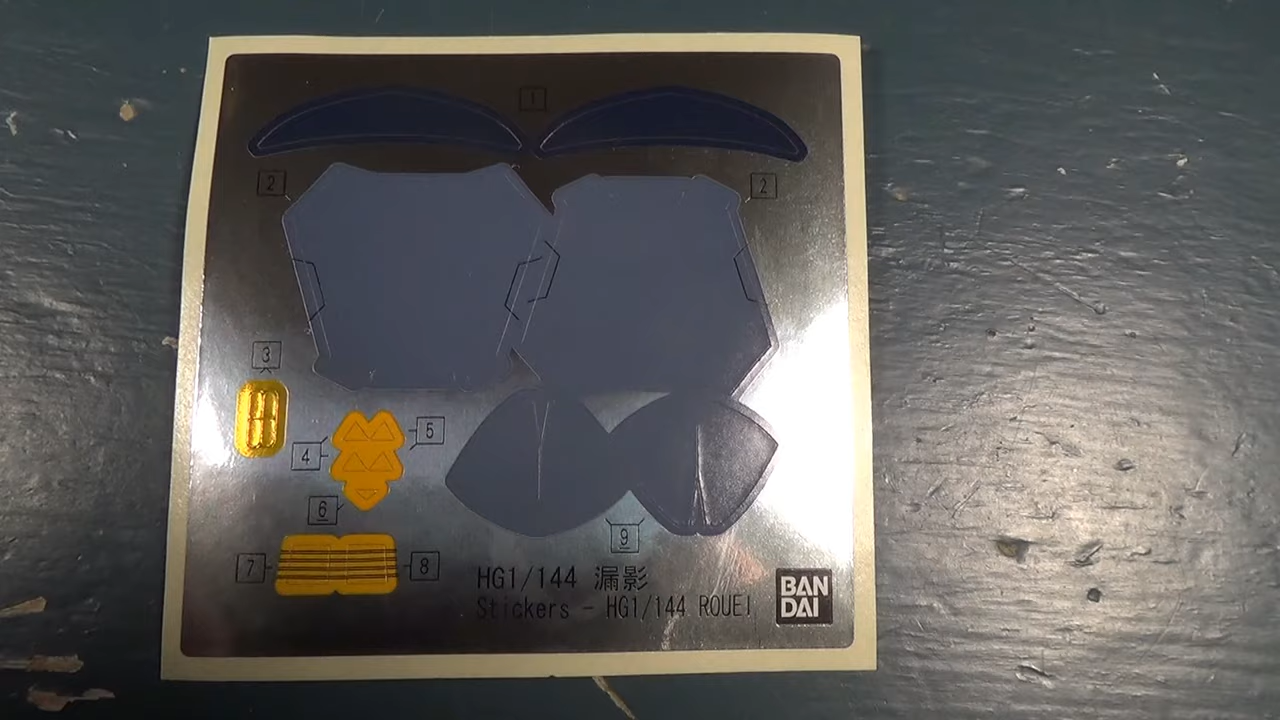 1
2
2
3
5
4
6
9
7
8
HG1/144 漏影
Stickers - HG1/144 ROUEI
BAN
DAI